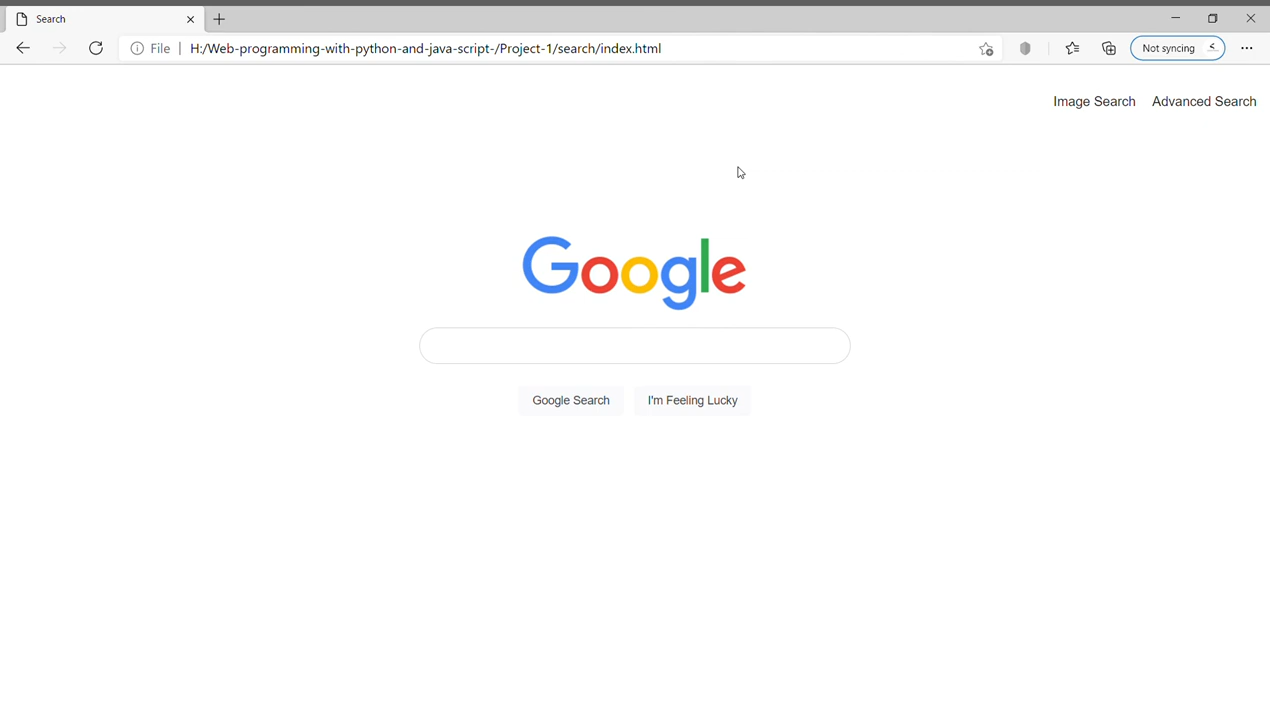 Search
File
H:/Web-programming-with-python-and-java-script-/Project-1/search/index.html
Not syncing
Image Search Advanced Search
Google
Google Search I'm Feeling Lucky